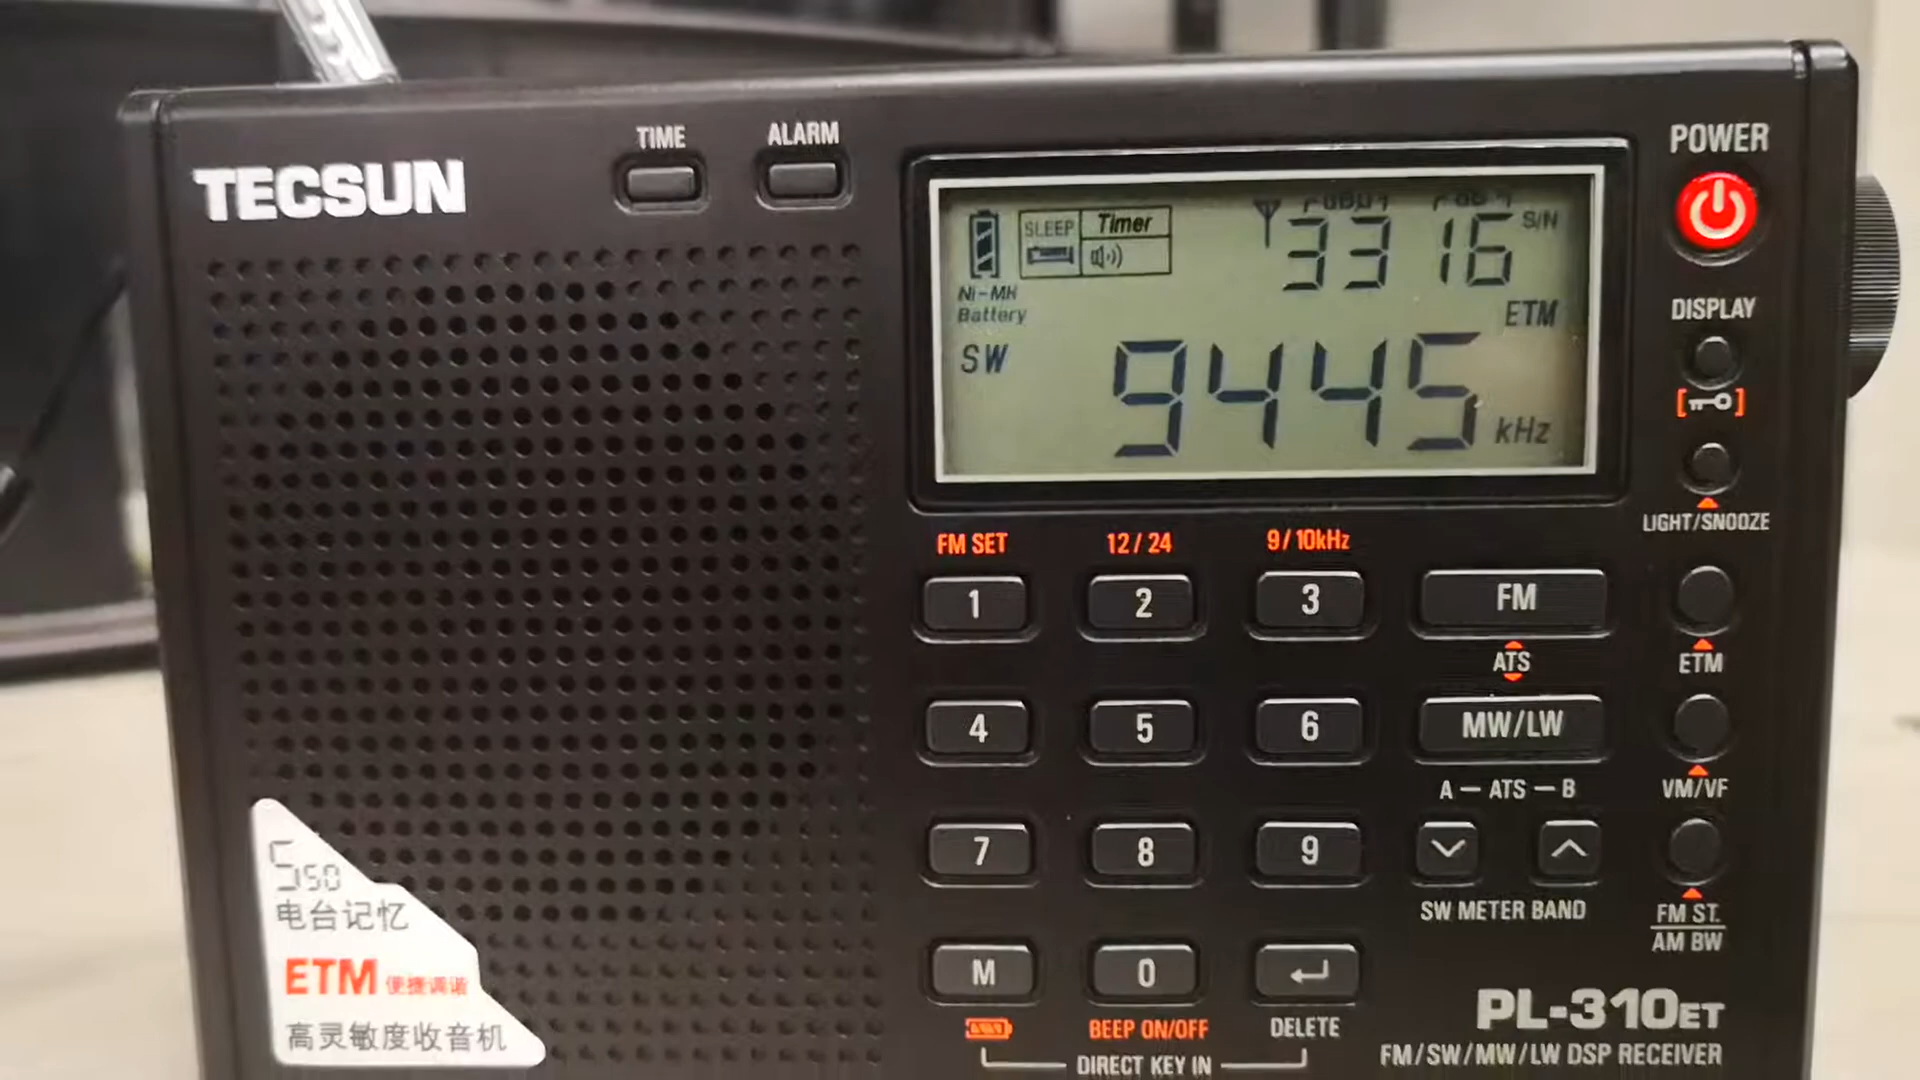 TIME
ALARM
POWER
TECSUN
SLEEP
Timer
33 16
S/N
Ni-MH
Battery
ETM
SW
9445
kHz
DISPLAY
LIGHT/SNOOZE
FM SET
12/24
9/10kHz
1
2
3
FM
ATS
ETM
4
5
6
MW/LW
A — ATS — B
VM/VF
7
8
9
SW METER BAND
FM ST.
AM BW
M
0
BEEP ON/OFF
DELETE
DIRECT KEY IN
PL-310ET
FM/SW/MW/LW DSP RECEIVER
550
电台记忆
ETM 便捷调谐
高灵敏度收音机